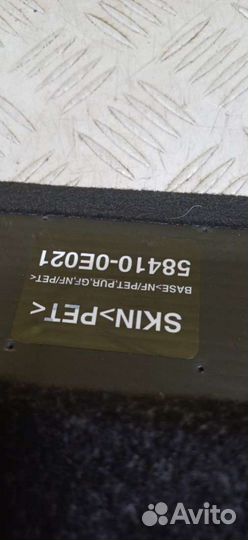 SKIN>PET<
BASE>NF/PET,PUR,GF,NF/PET<
58410-0E021
Avito